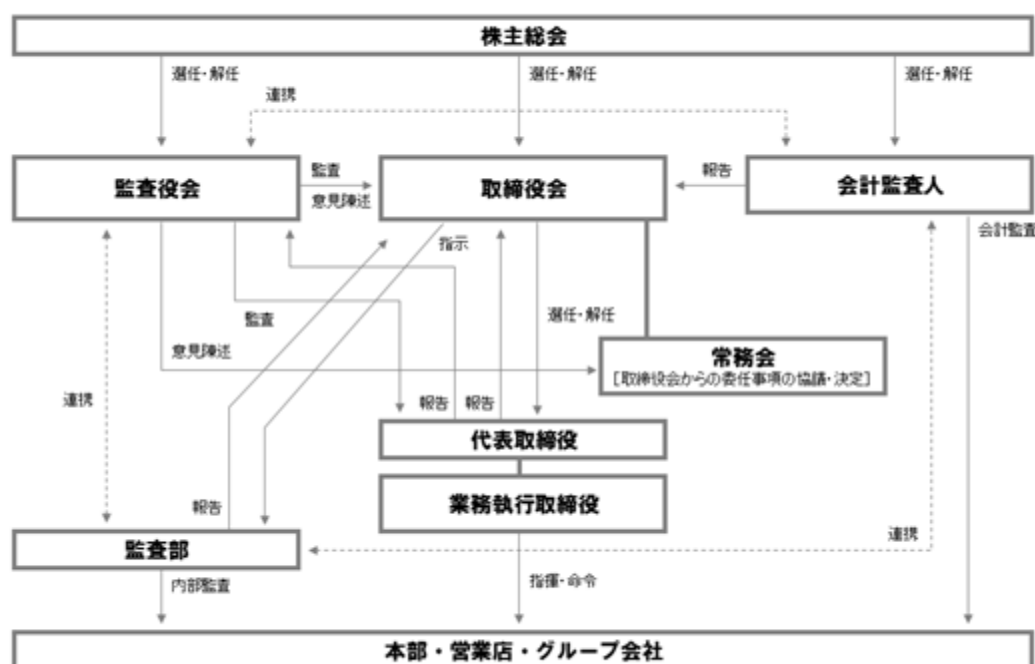 株主総会
選任・解任
選任・解任
選任・解任
連携
監査役会
監査
意見陳述
取締役会
報告
会計監査人
会計監査
指示
監査
選任・解任
意見陳述
常務会
[取締役会からの委任事項の協議・決定]
連携
報告
報告
代表取締役
業務執行取締役
報告
連携
監査部
内部監査
指揮・命令
本部・営業店・グループ会社